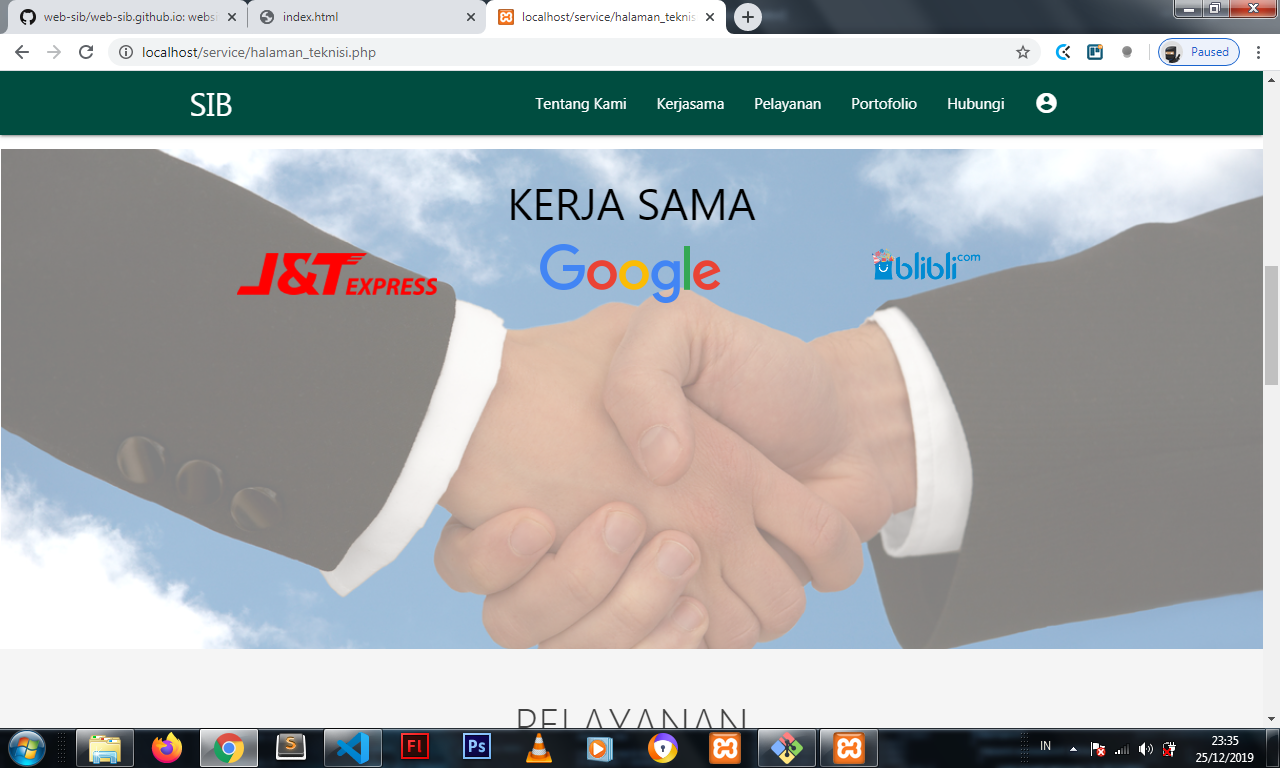 web-sib/web-sib.github.io: websi
index.html
localhost/service/halaman_teknis
localhost/service/halaman_teknisi.php
Paused
SIB
Tentang Kami
Kerjasama
Pelayanan
Portofolio
Hubungi
KERJA SAMA
J&T EXPRESS
Google
blibli.com
PELAYANAN
S
Fl
Ps
IN
23:35
25/12/2019